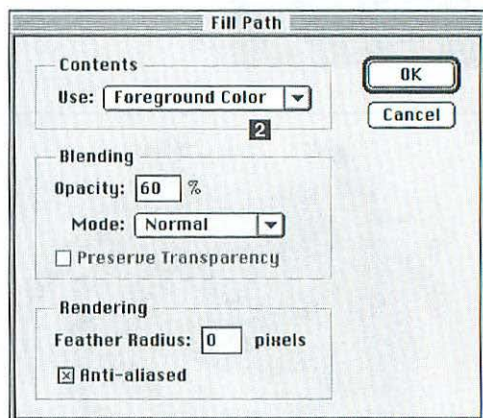 Fill Path
Contents
Use: Foreground Color
2
OK
Cancel
Blending
Opacity: 60 %
Mode: Normal
Preserve Transparency
Rendering
Feather Radius: 0 pixels
Anti-aliased